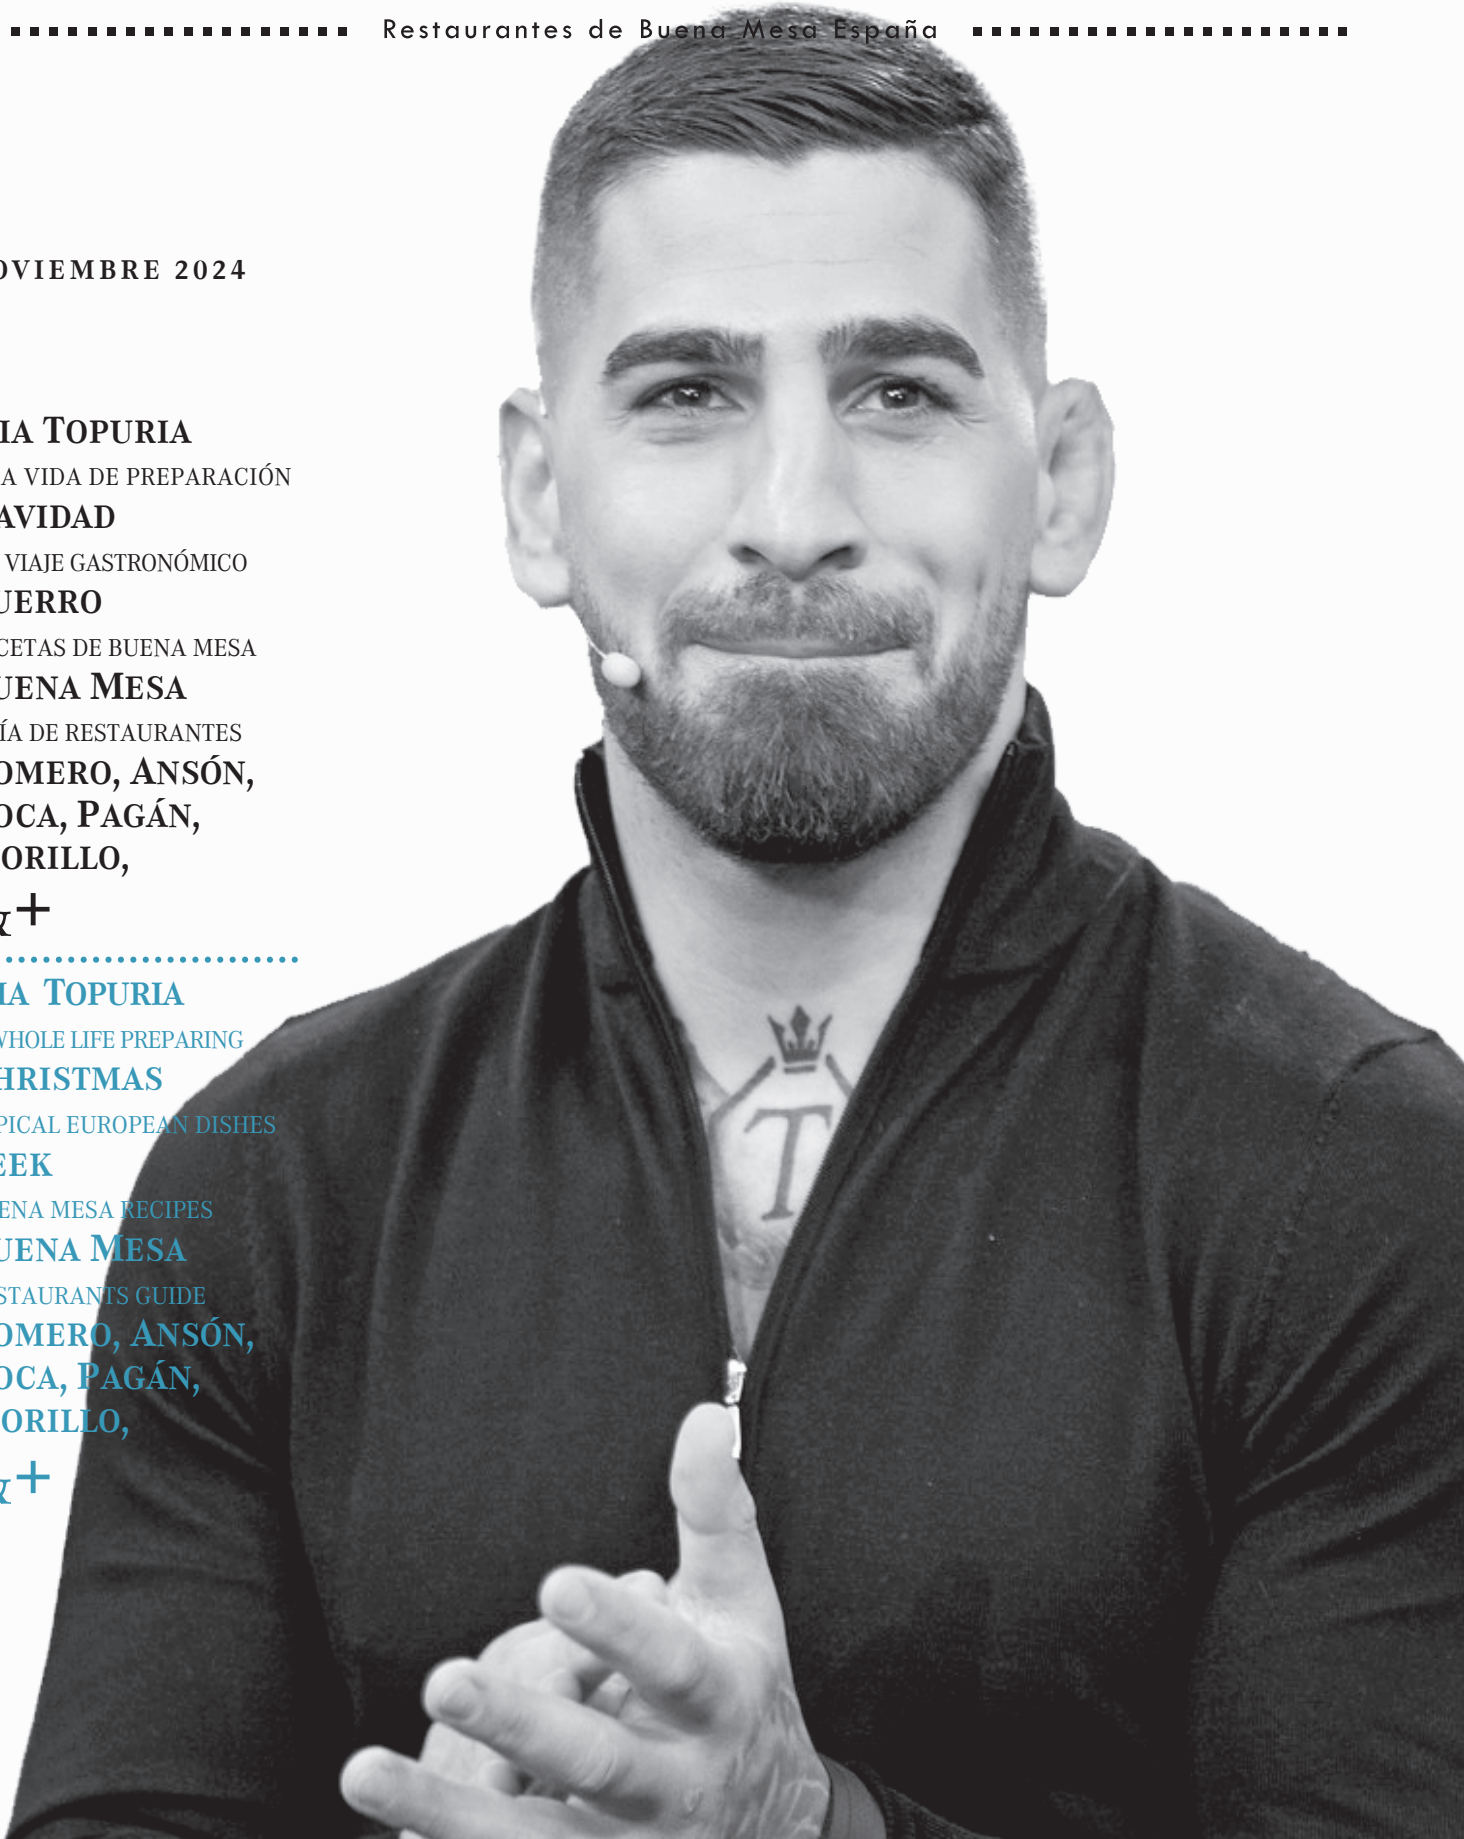 Restaurantes de Buena Mesa España
OVIEMBRE 2024
IA TOPURIA
A VIDA DE PREPARACIÓN
AVIDAD
VIAJE GASTRONÓMICO
UERRO
CETAS DE BUENA MESA
UENA MESA
ÍA DE RESTAURANTES
OMERO, ANSÓN,
OCA, PAGÁN,
ORILLO,
&+
IA TOPURIA
WHOLE LIFE PREPARING
HRISTMAS
PICAL EUROPEAN DISHES
EEK
ENA MESA RECIPES
UENA MESA
STAURANTS GUIDE
OMERO, ANSÓN,
OCA, PAGÁN,
ORILLO,
&+
T